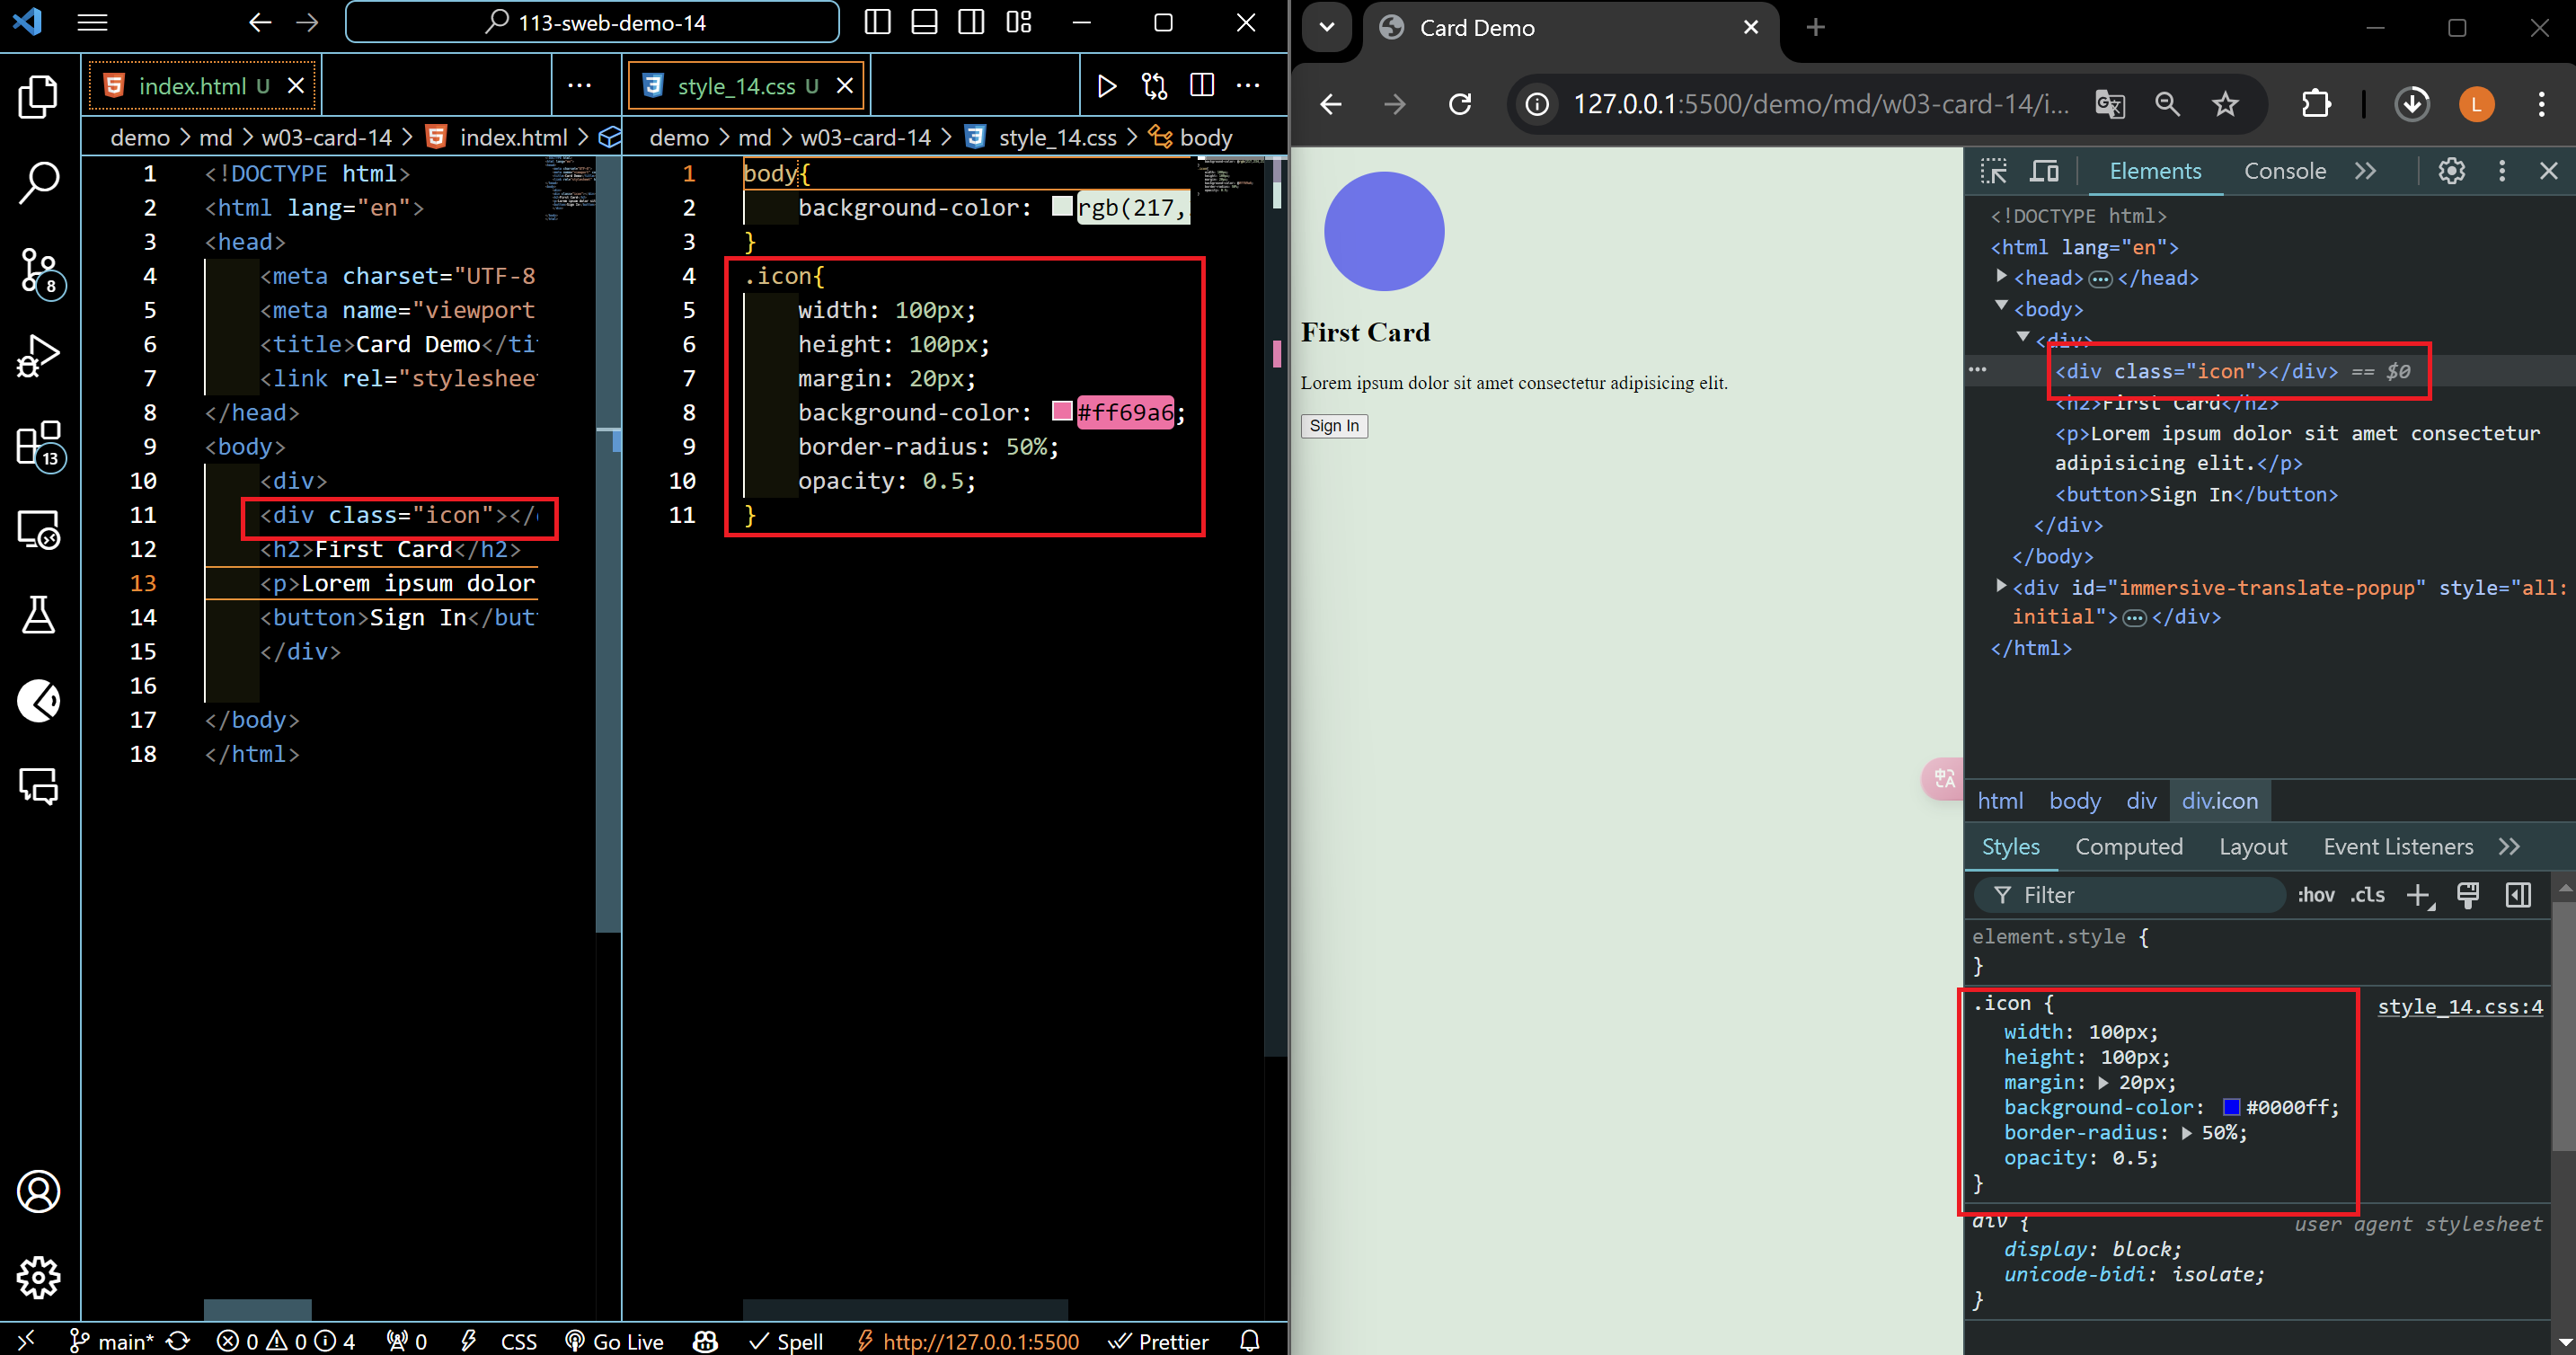 113-sweb-demo-14
index.html U
style_14.css U
demo > md > w03-card-14 > index.html >
demo > md > w03-card-14 > style_14.css > body
1 <!DOCTYPE html>
2 <html lang="en">
3 <head>
4 <meta charset="UTF-8
5 <meta name="viewport
6 <title>Card Demo</ti
7 <link rel="styleshee
8 </head>
9 <body>
10 <div>
11 <div class="icon"></
12 <h2>First Card</h2>
13 <p>Lorem ipsum dolor
14 <button>Sign In</but
15 </div>
16
17 </body>
18 </html>
1 body{
2 background-color: rgb(217,
3 }
4 .icon{
5 width: 100px;
6 height: 100px;
7 margin: 20px;
8 background-color: #ff69a6;
9 border-radius: 50%;
10 opacity: 0.5;
11 }
8
13
main* 0 0 4 0 CSS Go Live Spell http://127.0.0.1:5500 Prettier
Card Demo
127.0.0.1:5500/demo/md/w03-card-14/i...
L
First Card
Lorem ipsum dolor sit amet consectetur adipisicing elit.
Sign In
中A
Elements Console
<!DOCTYPE html>
<html lang="en">
<head> … </head>
<body>
<div>
<div class="icon"></div> == $0
<h2>First Card</h2>
<p>Lorem ipsum dolor sit amet consectetur
adipisicing elit.</p>
<button>Sign In</button>
</div>
</body>
<div id="immersive-translate-popup" style="all:
initial"> … </div>
</html>
html body div div.icon
Styles Computed Layout Event Listeners
Filter :hov .cls
element.style {
}
.icon { style_14.css:4
width: 100px;
height: 100px;
margin: 20px;
background-color: #0000ff;
border-radius: 50%;
opacity: 0.5;
}
div { user agent stylesheet
display: block;
unicode-bidi: isolate;
}